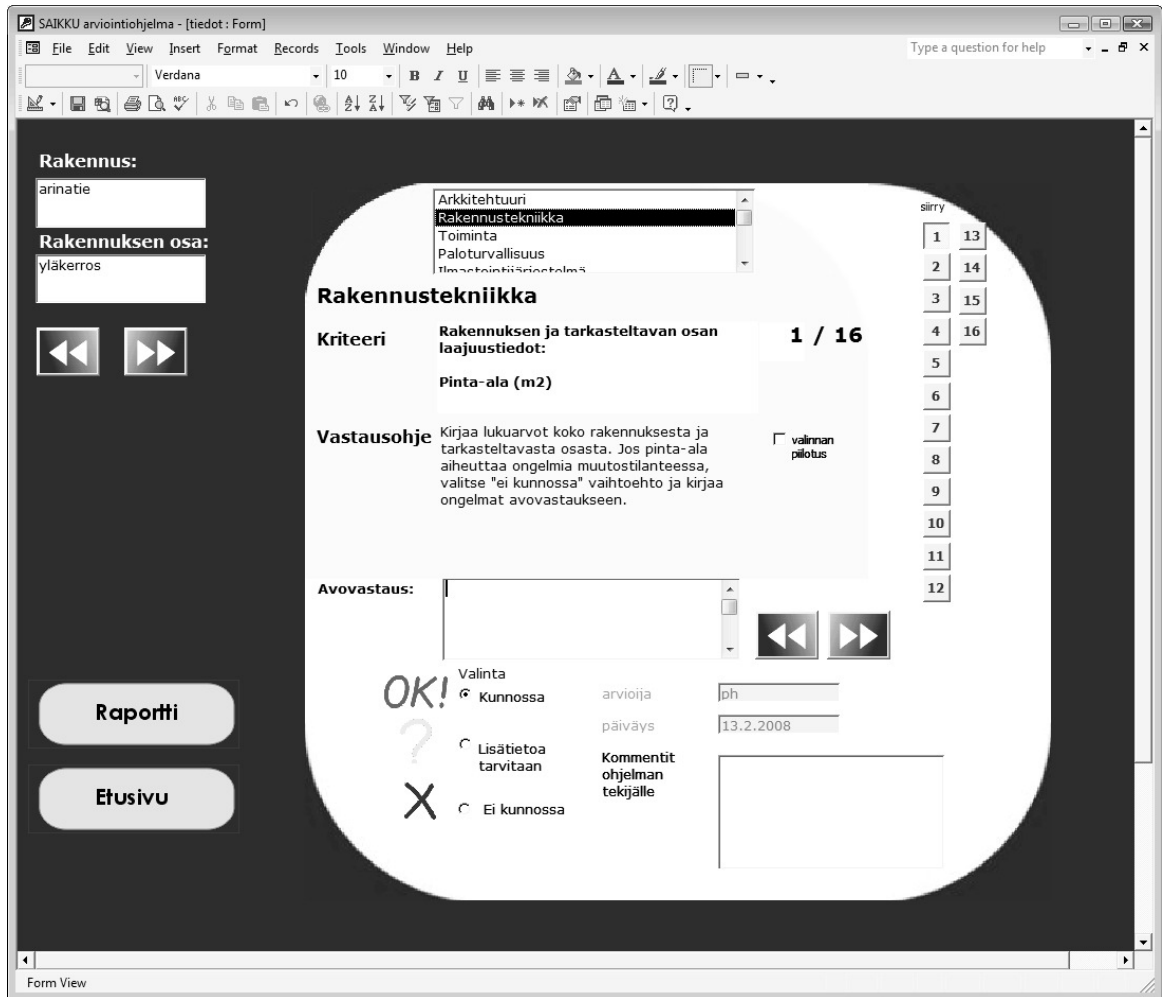 SAIKKU arviointiohjelma - [tiedot : Form]
File Edit View Insert Format Records Tools Window Help
Type a question for help
Verdana 10 B I U A
Rakennus:
arinatie
Rakennuksen osa:
yläkerros
Arkkitehtuuri
Rakennustekniikka
Toiminta
Paloturvallisuus
Ilmastointijärjestelmä
Rakennustekniikka
Kriteeri
Rakennuksen ja tarkasteltavan osan
laajuustiedot:
Pinta-ala (m2)
1 / 16
Vastausohje
Kirjaa lukuarvot koko rakennuksesta ja
tarkasteltavasta osasta. Jos pinta-ala
aiheuttaa ongelmia muutostilanteessa,
valitse "ei kunnossa" vaihtoehto ja kirjaa
ongelmat avovastaukseen.
valinnan
piilotus
siirry
1 13
2 14
3 15
4 16
5
6
7
8
9
10
11
12
Avovastaus:
Valinta
OK! Kunnossa
? Lisätietoa
tarvitaan
X Ei kunnossa
arvioija ph
päiväys 13.2.2008
Kommentit
ohjelman
tekijälle
Raportti
Etusivu
Form View